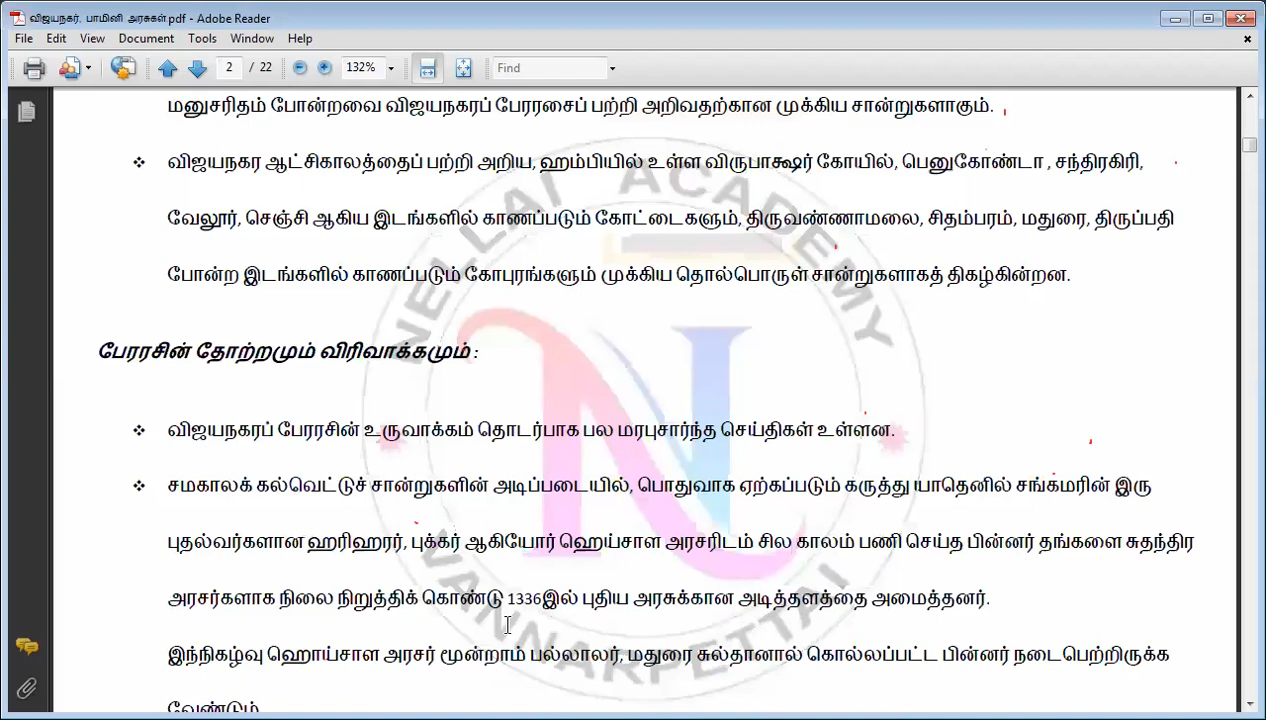 விஜயநகர், பாமினி அரசுகள்.pdf - Adobe Reader
File Edit View Document Tools Window Help
2 / 22 132% Find
மனுசரிதம் போன்றவை விஜயநகரப் பேரரசைப் பற்றி அறிவதற்கான முக்கிய சான்றுகளாகும்.
❖ விஜயநகர ஆட்சிகாலத்தைப் பற்றி அறிய, ஹம்பியில் உள்ள விருபாக்ஷர் கோயில், பெனுகோண்டா , சந்திரகிரி,
வேலூர், செஞ்சி ஆகிய இடங்களில் காணப்படும் கோட்டைகளும், திருவண்ணாமலை, சிதம்பரம், மதுரை, திருப்பதி
போன்ற இடங்களில் காணப்படும் கோபுரங்களும் முக்கிய தொல்பொருள் சான்றுகளாகத் திகழ்கின்றன.
பேரரசின் தோற்றமும் விரிவாக்கமும் :
❖ விஜயநகரப் பேரரசின் உருவாக்கம் தொடர்பாக பல மரபுசார்ந்த செய்திகள் உள்ளன.
❖ சமகாலக் கல்வெட்டுச் சான்றுகளின் அடிப்படையில், பொதுவாக ஏற்கப்படும் கருத்து யாதெனில் சங்கமரின் இரு
புதல்வர்களான ஹரிஹரர், புக்கர் ஆகியோர் ஹெய்சாள அரசரிடம் சில காலம் பணி செய்த பின்னர் தங்களை சுதந்திர
அரசர்களாக நிலை நிறுத்திக் கொண்டு 1336இல் புதிய அரசுக்கான அடித்தளத்தை அமைத்தனர்.
இந்நிகழ்வு ஹொய்சாள அரசர் மூன்றாம் பல்லாலர், மதுரை சுல்தானால் கொல்லப்பட்ட பின்னர் நடைபெற்றிருக்க
வேண்டும்
NELLAI ACADEMY
N
VANNARPETTAI